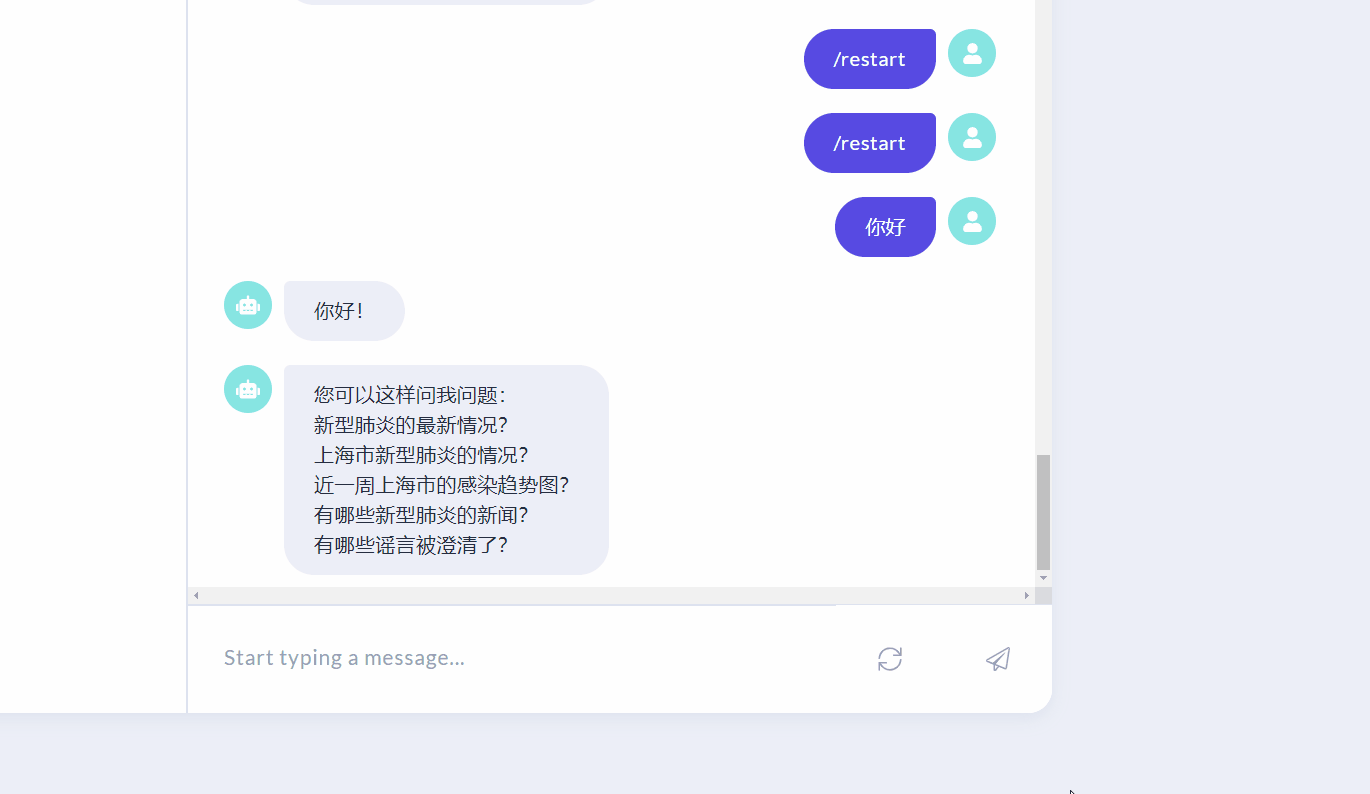 /restart
/restart
你好
你好！
您可以这样问我问题：
新型肺炎的最新情况？
上海市新型肺炎的情况？
近一周上海市的感染趋势图？
有哪些新型肺炎的新闻？
有哪些谣言被澄清了？
Start typing a message...